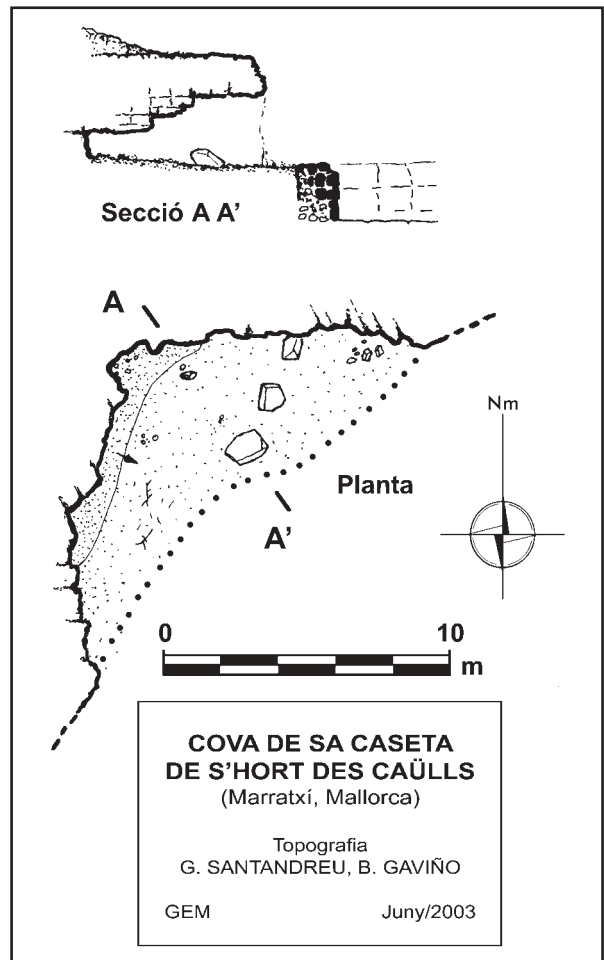 Secció A A'
A
Nm
Planta
A'
0 10
m
COVA DE SA CASETA
DE S'HORT DES CAÜLLS
(Marratxí, Mallorca)
Topografia
G. SANTANDREU, B. GAVIÑO
GEM Juny/2003